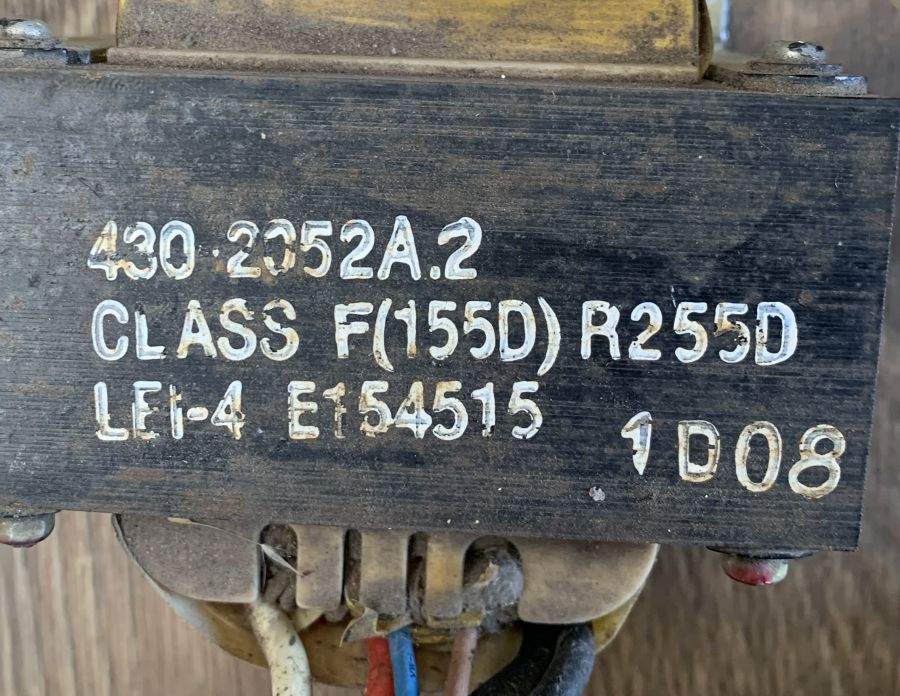 430-2052A.2
CLASS F(155D) R255D
LEI-4 E154515
1D08